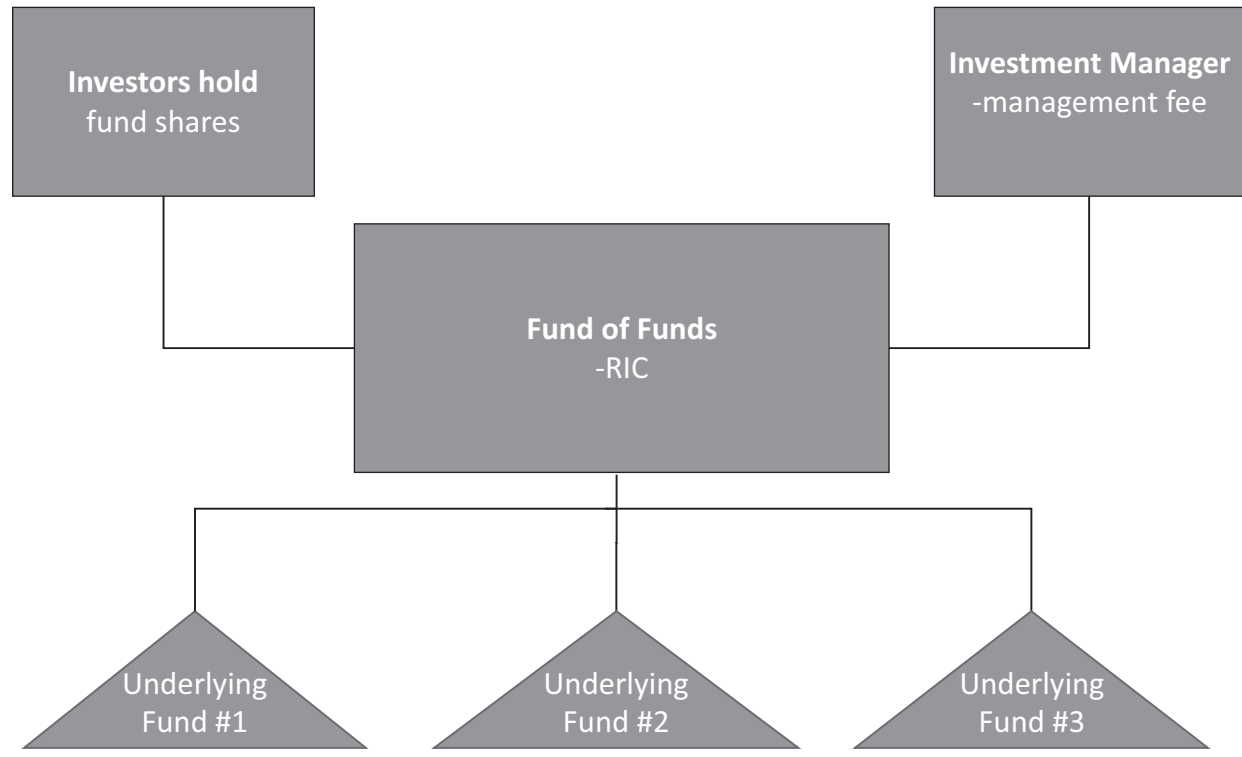 Investors hold
fund shares
Investment Manager
-management fee
Fund of Funds
-RIC
Underlying
Fund #1
Underlying
Fund #2
Underlying
Fund #3